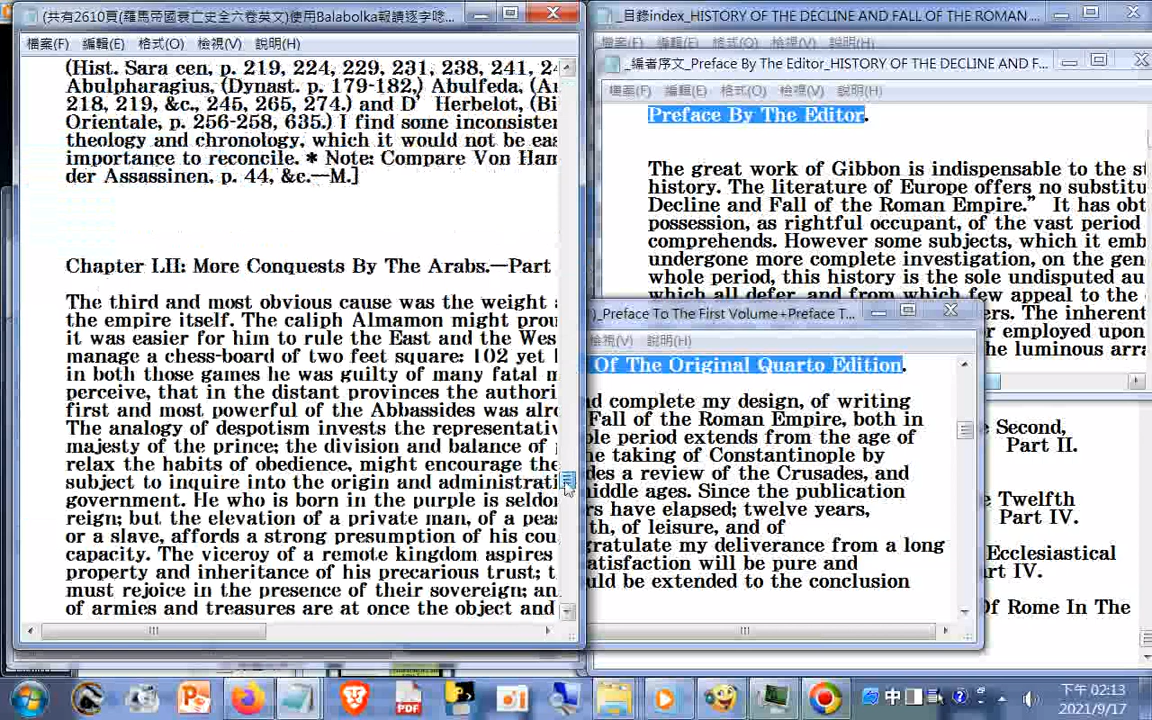 (共有2610頁(羅馬帝國衰亡史全六卷英文)使用Balabolka報讀逐字唸...
檔案(F) 編輯(E) 格式(O) 檢視(V) 說明(H)
(Hist. Sara cen, p. 219, 224, 229, 231, 238, 241, 24
Abulpharagius, (Dynast. p. 179-182,) Abulfeda, (A
218, 219, &c., 245, 265, 274.) and D' Herbelot, (Bi
Orientale, p. 256-258, 635.) I find some inconsister
theology and chronology, which it would not be eas
importance to reconcile. * Note: Compare Von Ham
der Assassinen, p. 44, &c.—M.]
Chapter LII: More Conquests By The Arabs.—Part
The third and most obvious cause was the weight
the empire itself. The caliph Almamon might prou
it was easier for him to rule the East and the Wes
manage a chess-board of two feet square: 102 yet
in both those games he was guilty of many fatal m
perceive, that in the distant provinces the authori
first and most powerful of the Abbassides was alr
The analogy of despotism invests the representativ
majesty of the prince; the division and balance of
relax the habits of obedience, might encourage the
subject to inquire into the origin and administrati
government. He who is born in the purple is seldo
reign; but the elevation of a private man, of a peas
or a slave, affords a strong presumption of his cou
capacity. The viceroy of a remote kingdom aspires
property and inheritance of his precarious trust; t
must rejoice in the presence of their sovereign; an
of armies and treasures are at once the object and
_目錄index_HISTORY OF THE DECLINE AND FALL OF THE ROMAN ...
檔案(F) 編輯(E) 格式(O) 檢視(V) 說明(H)
_編者序文_Preface By The Editor_HISTORY OF THE DECLINE AND F...
檔案(F) 編輯(E) 格式(O) 檢視(V) 說明(H)
Preface By The Editor.
The great work of Gibbon is indispensable to the st
history. The literature of Europe offers no substitu
Decline and Fall of the Roman Empire.” It has obt
possession, as rightful occupant, of the vast period
comprehends. However some subjects, which it emb
undergone more complete investigation, on the gen
whole period, this history is the sole undisputed au
which all defer, and from which few appeal to the
ers. The inherent
r employed upon
he luminous arra
)_Preface To The First Volume+Preface T...
檢視(V) 說明(H)
Of The Original Quarto Edition.
nd complete my design, of writing
Fall of the Roman Empire, both in
ole period extends from the age of
he taking of Constantinople by
des a review of the Crusades, and
middle ages. Since the publication
rs have elapsed; twelve years,
th, of leisure, and of
gratulate my deliverance from a long
atisfaction will be pure and
uld be extended to the conclusion
e Second,
Part II.
e Twelfth
Part IV.
Ecclesiastical
rt IV.
Of Rome In The
PDF
中
下午 02:13
2021/9/17